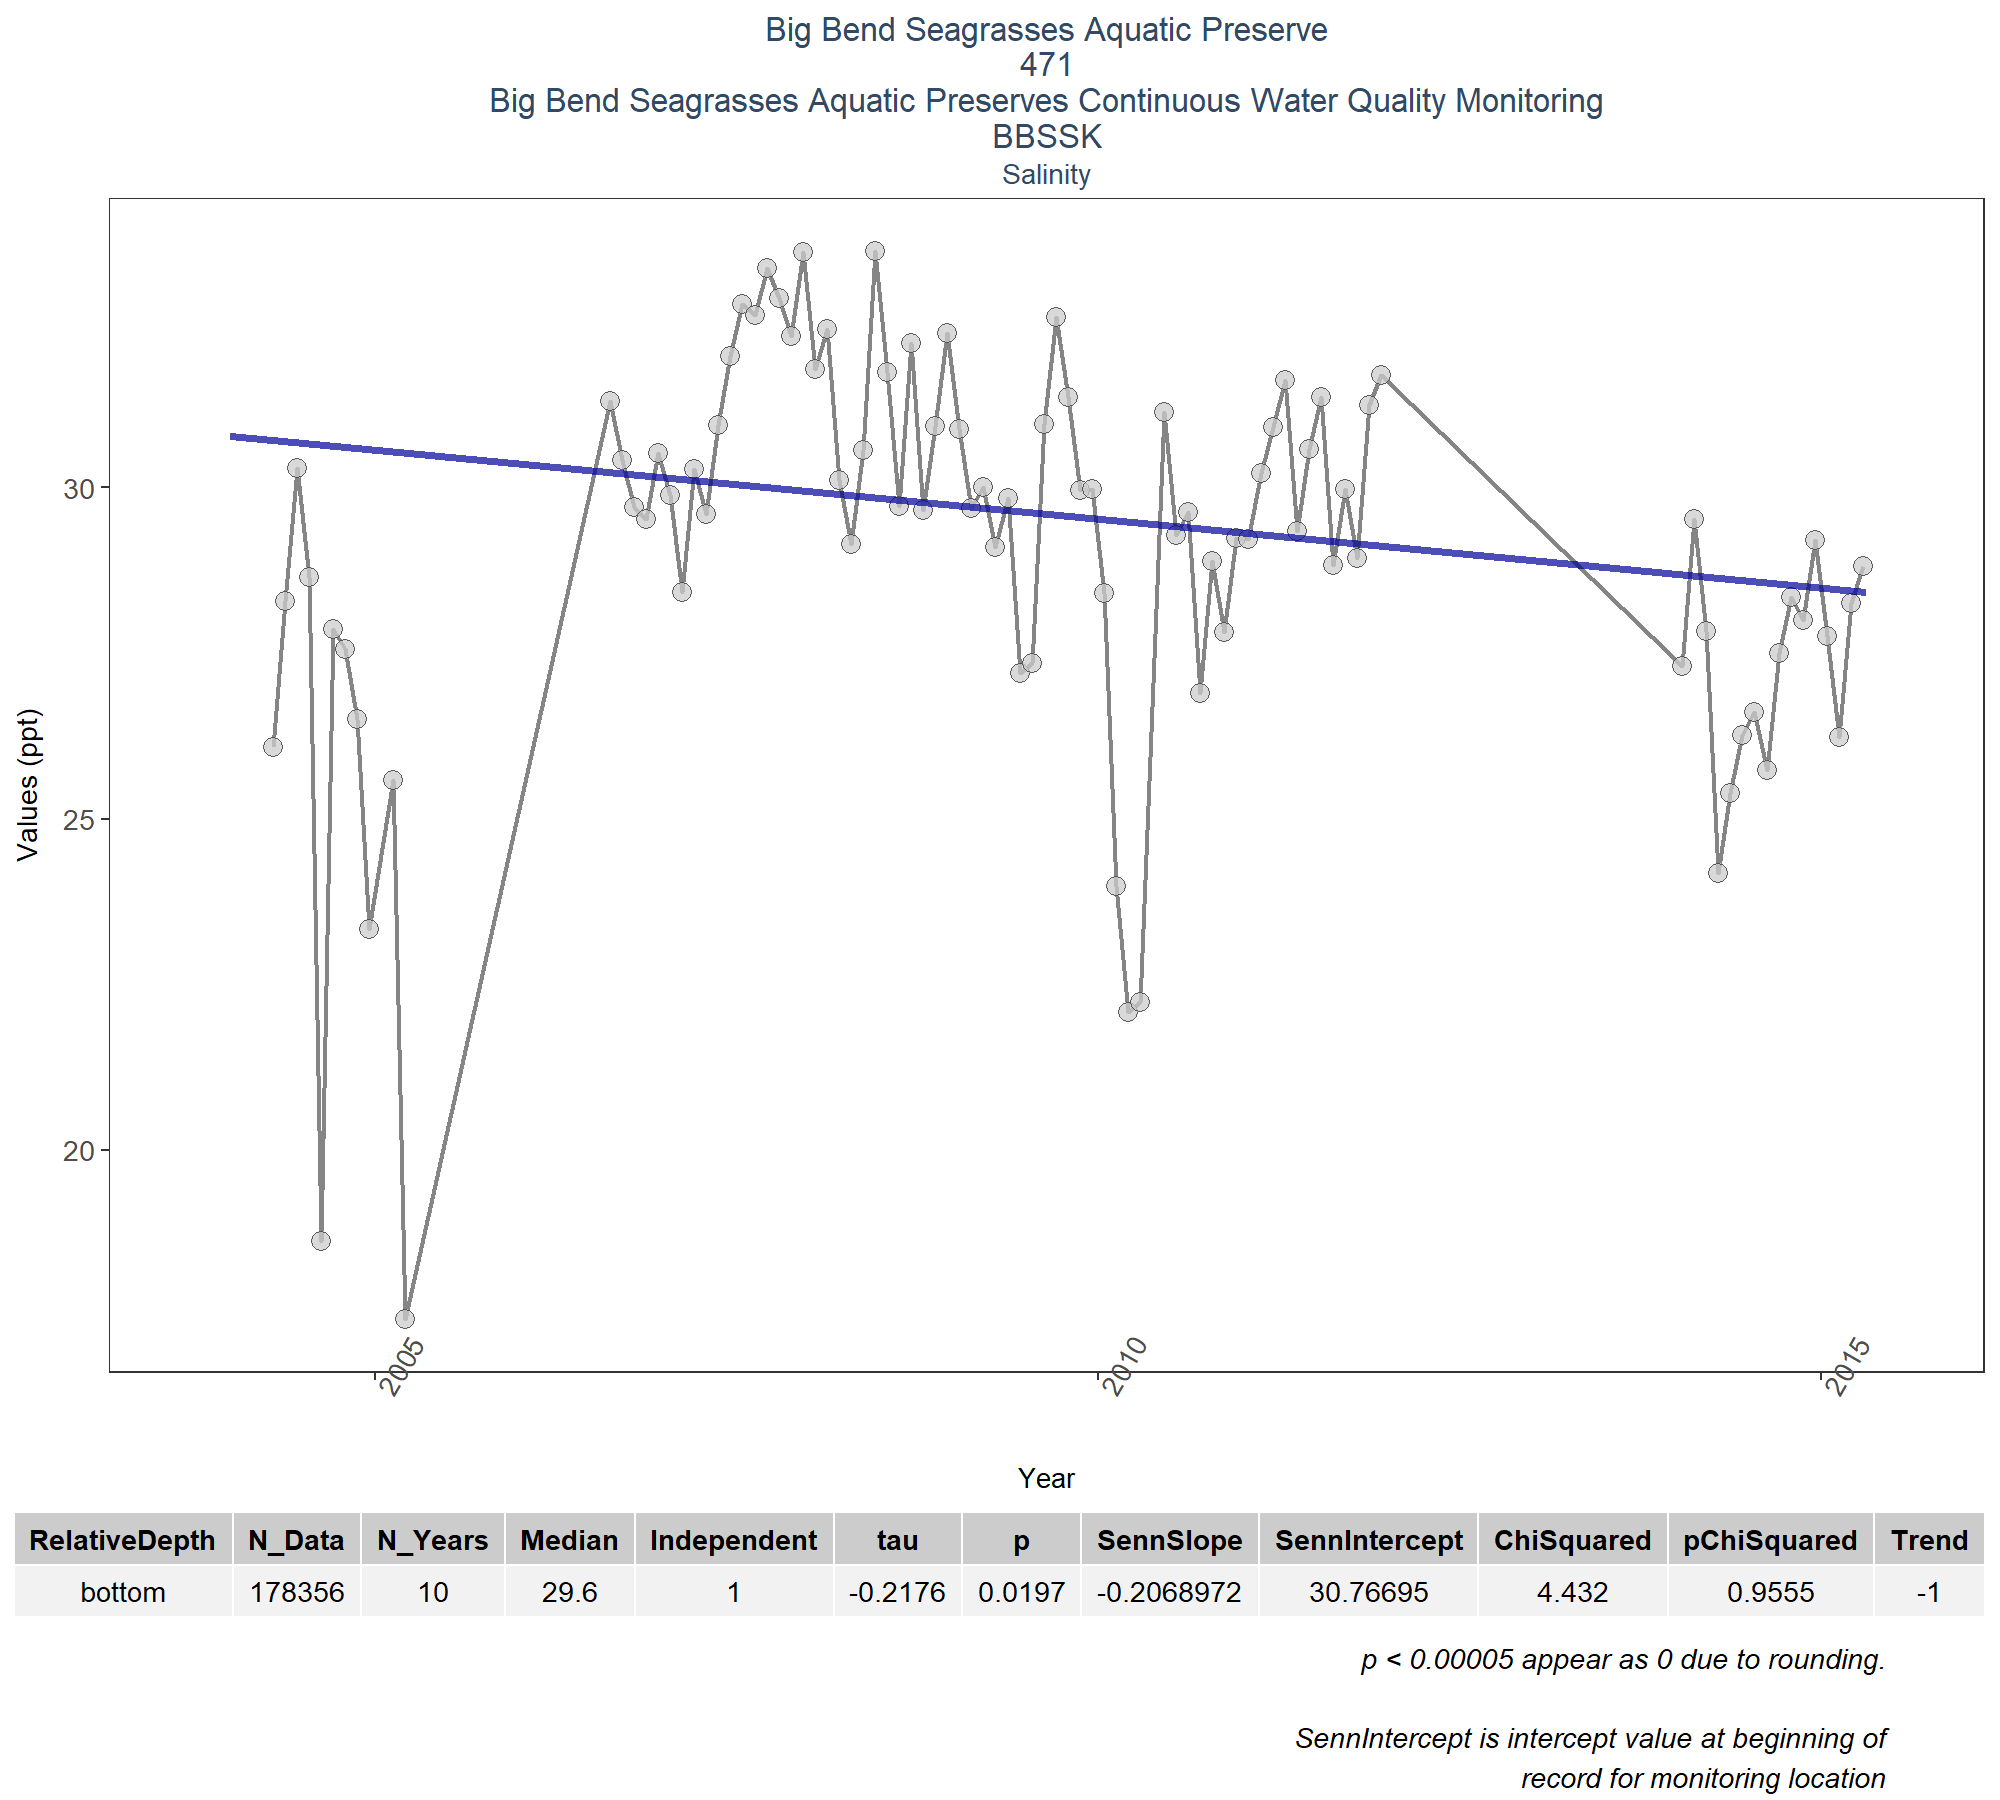 Big Bend Seagrasses Aquatic Preserve
471
Big Bend Seagrasses Aquatic Preserves Continuous Water Quality Monitoring
BBSSK
Salinity
Values (ppt)
30
25
20
2005
2010
2015
Year
RelativeDepth N_Data N_Years Median Independent tau p SennSlope SennIntercept ChiSquared pChiSquared Trend
bottom 178356 10 29.6 1 -0.2176 0.0197 -0.2068972 30.76695 4.432 0.9555 -1
p < 0.00005 appear as 0 due to rounding.
SennIntercept is intercept value at beginning of
record for monitoring location